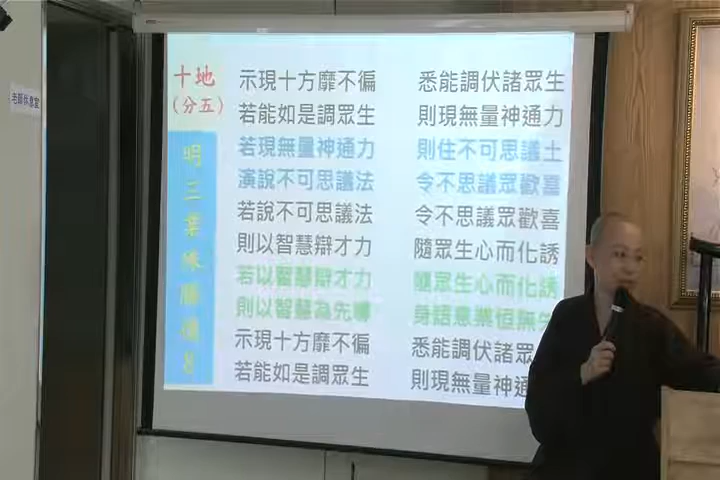 十地
（分五）
明三業殊勝德
示現十方靡不徧 悉能調伏諸眾生
若能如是調眾生 則現無量神通力
若現無量神通力 則住不可思議土
演說不可思議法 令不思議眾歡喜
若說不可思議法 令不思議眾歡喜
則以智慧辯才力 隨眾生心而化誘
若以智慧辯才力 隨眾生心而化誘
則以智慧為先導 身語意業恒無
示現十方靡不徧 悉能調伏諸眾
若能如是調眾生 則現無量神通